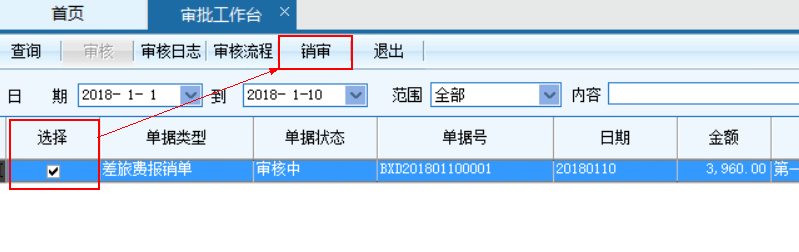 首页 审批工作台 ×
查询 审核 审核日志 审核流程 销审 退出
日 期 2018- 1- 1 到 2018- 1-10 范围 全部 内容
选择 单据类型 单据状态 单据号 日期 金额
差旅费报销单 审核中 BXD201801100001 20180110 3,960.00 第一